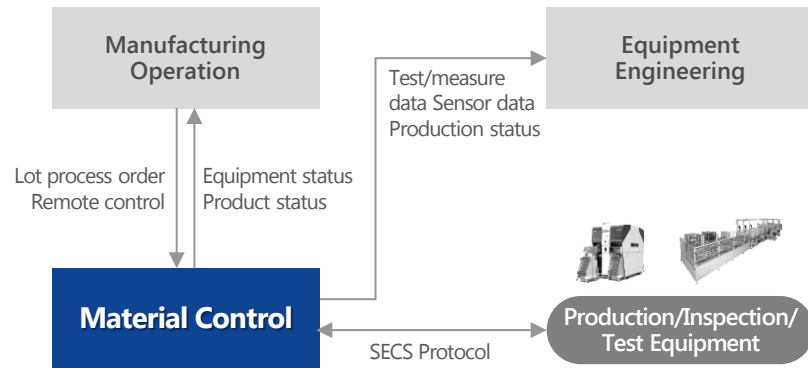 Manufacturing
Operation
Equipment
Engineering
Test/measure
data Sensor data
Production status
Lot process order
Remote control
Equipment status
Product status
Material Control
SECS Protocol
Production/Inspection/
Test Equipment